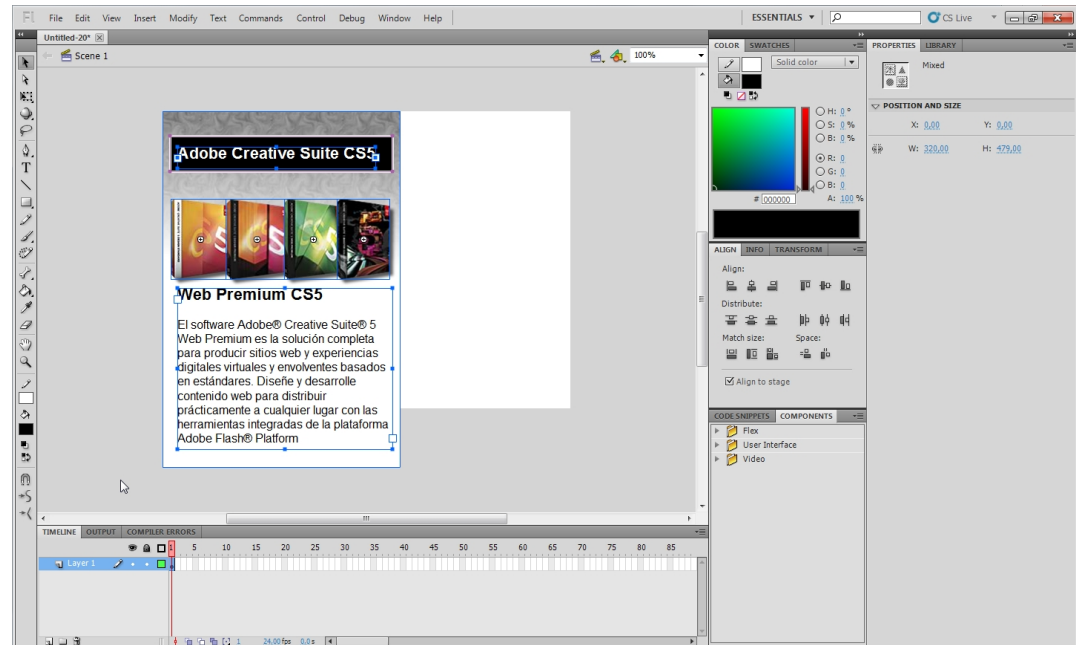 Fl File Edit View Insert Modify Text Commands Control Debug Window Help ESSENTIALS CS Live
Untitled-20*
Scene 1 100%
Adobe Creative Suite CS5
Web Premium CS5
El software Adobe® Creative Suite® 5
Web Premium es la solución completa
para producir sitios web y experiencias
digitales virtuales y envolventes basados
en estándares. Diseñe y desarrolle
contenido web para distribuir
prácticamente a cualquier lugar con las
herramientas integradas de la plataforma
Adobe Flash® Platform
TIMELINE OUTPUT COMPILER ERRORS
1 5 10 15 20 25 30 35 40 45 50 55 60 65 70 75 80 85
Layer 1
1 24,00 fps 0,0 s
COLOR SWATCHES
Solid color
H: 0 °
S: 0 %
B: 0 %
R: 0
G: 0
B: 0
# 000000 A: 100 %
ALIGN INFO TRANSFORM
Align:
Distribute:
Match size: Space:
Align to stage
CODE SNIPPETS COMPONENTS
Flex
User Interface
Video
PROPERTIES LIBRARY
Mixed
POSITION AND SIZE
X: 0,00 Y: 0,00
W: 320,00 H: 479,00